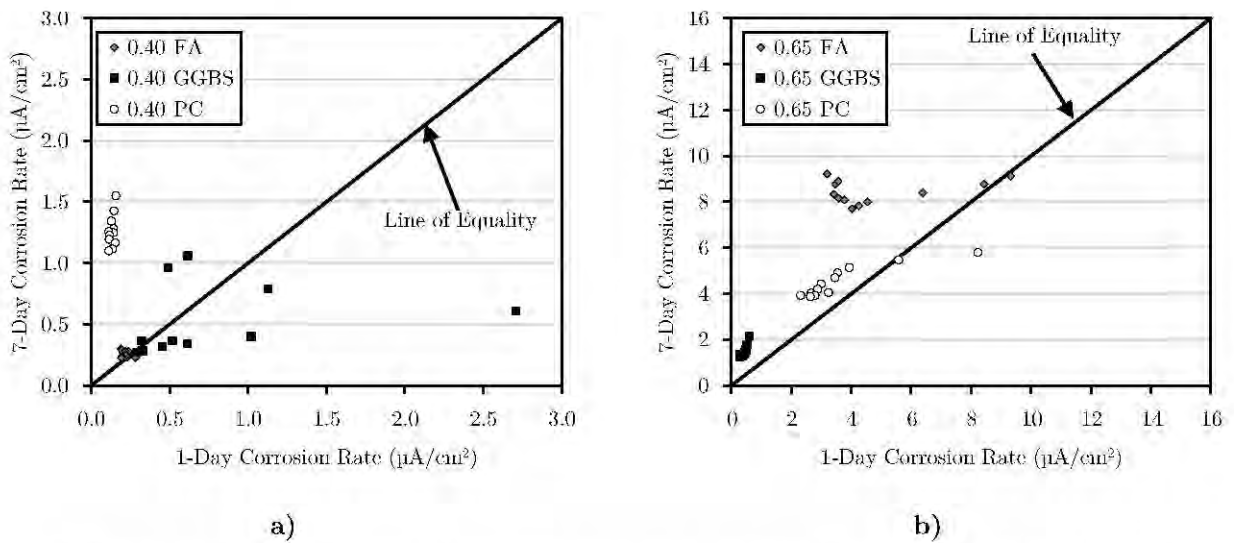 3.0
2.5
2.0
1.5
1.0
0.5
0.0
7-Day Corrosion Rate (µA/cm²)
0.40 FA
0.40 GGBS
0.40 PC
Line of Equality
0.0 0.5 1.0 1.5 2.0 2.5 3.0
1-Day Corrosion Rate (µA/cm²)
a)
16
14
12
10
8
6
4
2
0
7-Day Corrosion Rate (µA/cm²)
0.65 FA
0.65 GGBS
0.65 PC
Line of Equality
0 2 4 6 8 10 12 14 16
1-Day Corrosion Rate (µA/cm²)
b)